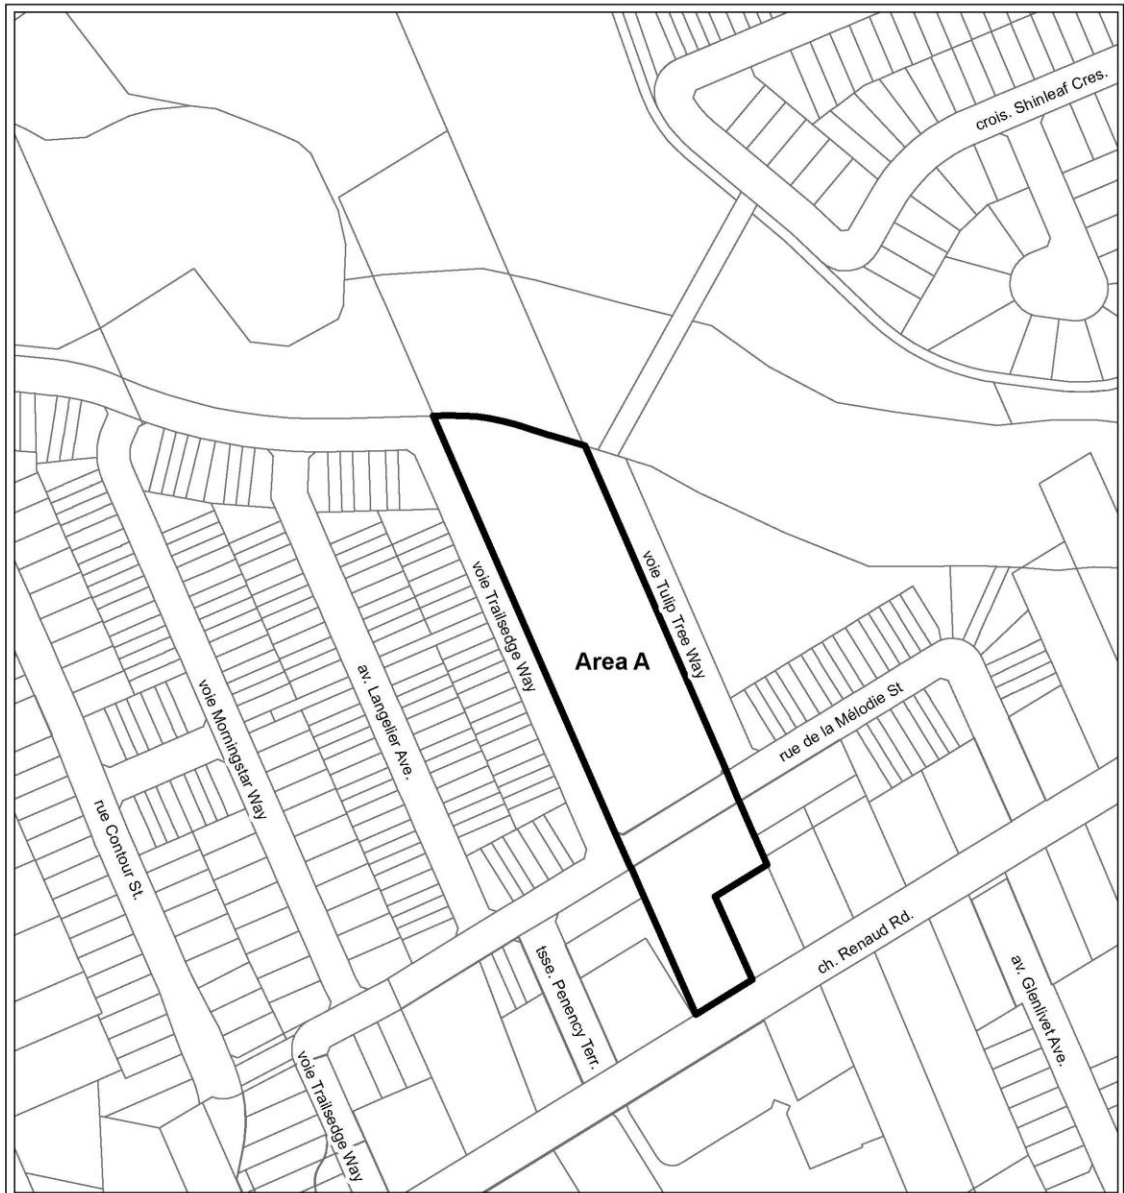 crois. Shinleaf Cres.
voie Trailsedge Way
voie Tulip Tree Way
Area A
av. Langelier Ave.
voie Morningstar Way
rue de la Mélodie St
rue Contour St.
ch. Renaud Rd.
tsse. Penency Terr.
av. Glenlivet Ave.
voie Trailsedge Way